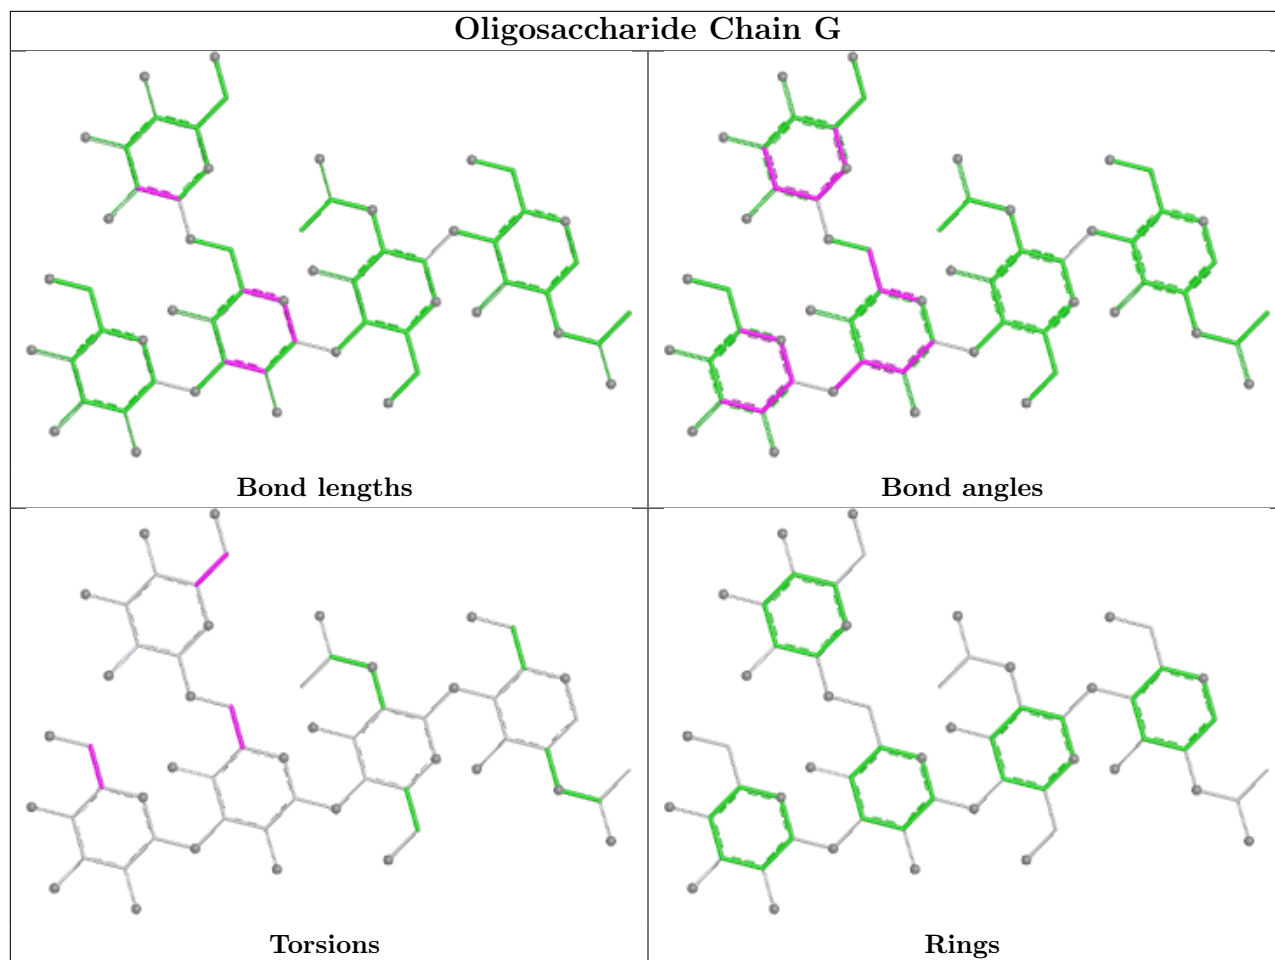 Oligosaccharide Chain G
Bond lengths
Bond angles
Torsions
Rings